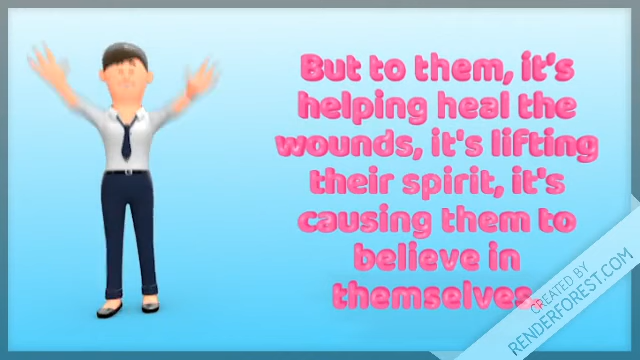 But to them, it's
helping heal the
wounds, it's lifting
their spirit, it's
causing them to
believe in
themselves.
CREATED BY
RENDERFOREST.COM